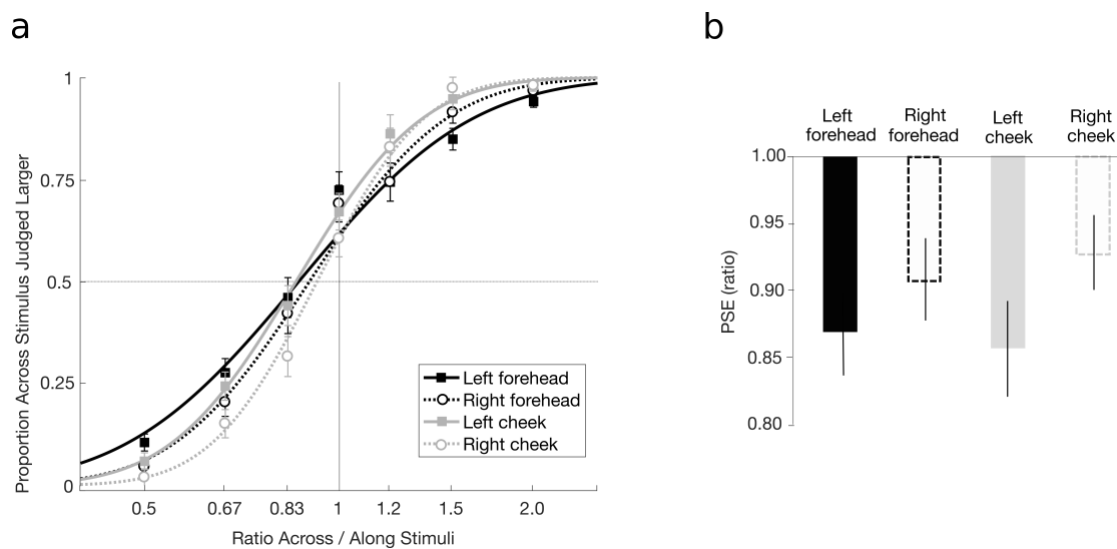 a
b
1
0.75
0.5
0.25
0
Proportion Across Stimulus Judged Larger
0.5 0.67 0.83 1 1.2 1.5 2.0
Ratio Across / Along Stimuli
Left forehead
Right forehead
Left cheek
Right cheek
Left Right Left Right
forehead forehead cheek cheek
1.00
0.95
0.90
0.85
0.80
PSE (ratio)